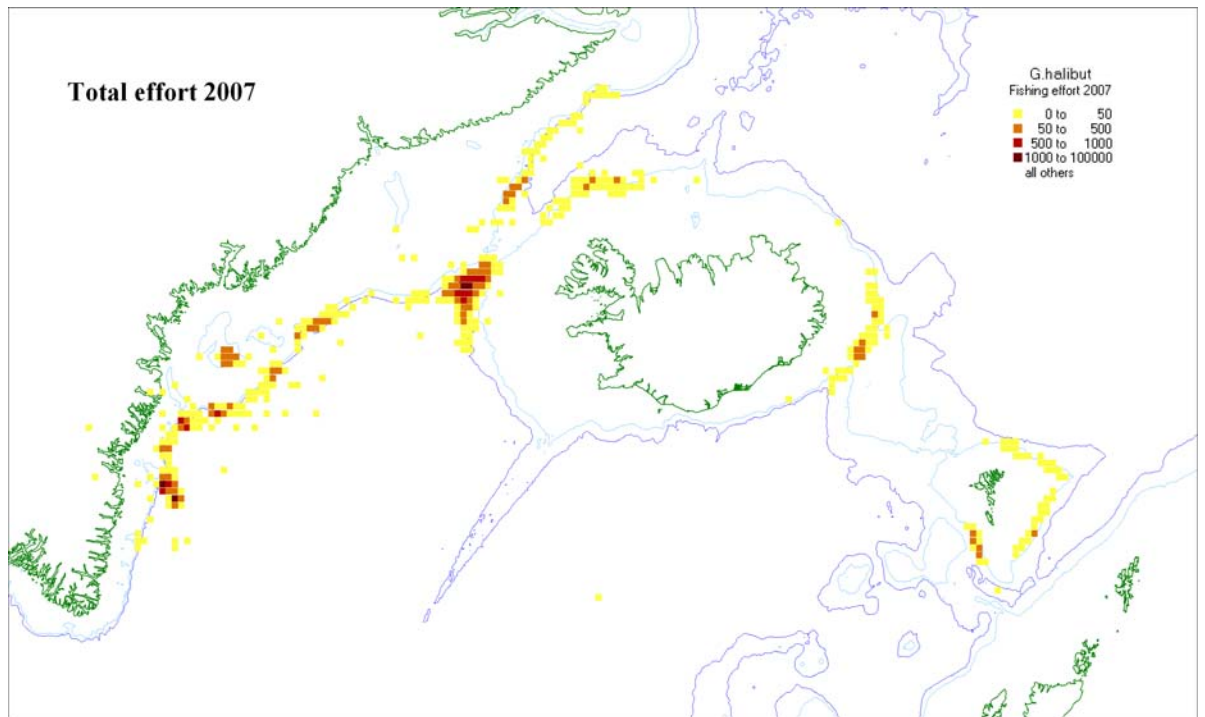 Total effort 2007
G.halibut
Fishing effort 2007
0 to 50
50 to 500
500 to 1000
1000 to 100000
all others